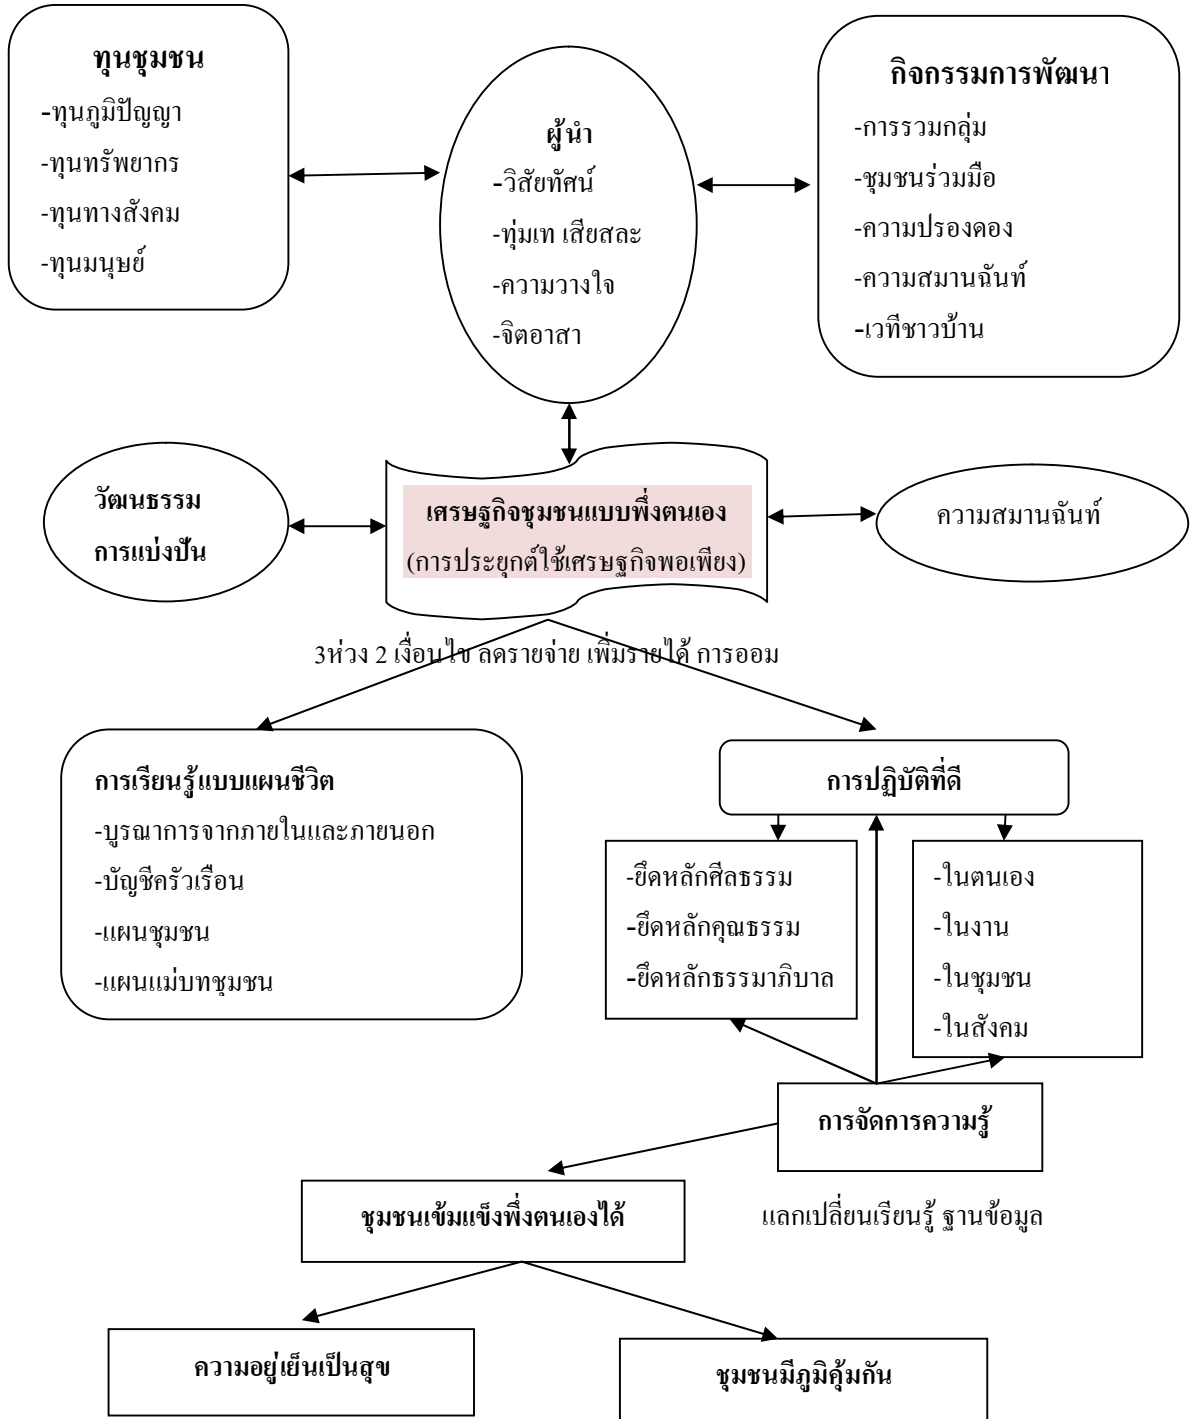 ทุนชุมชน
-ทุนภูมิปัญญา
-ทุนทรัพยากร
-ทุนทางสังคม
-ทุนมนุษย์
ผู้นำ
-วิสัยทัศน์
-ทุ่มเท เสียสละ
-ความวางใจ
-จิตอาสา
กิจกรรมการพัฒนา
-การรวมกลุ่ม
-ชุมชนร่วมมือ
-ความปรองดอง
-ความสมานฉันท์
-เวทีชาวบ้าน
วัฒนธรรม
การแบ่งปัน
เศรษฐกิจชุมชนแบบพึ่งตนเอง
(การประยุกต์ใช้เศรษฐกิจพอเพียง)
ความสมานฉันท์
3ห่วง 2 เงื่อนไข ลดรายจ่าย เพิ่มรายได้ การออม
การเรียนรู้แบบแผนชีวิต
-บูรณาการจากภายในและภายนอก
-บัญชีครัวเรือน
-แผนชุมชน
-แผนแม่บทชุมชน
การปฏิบัติที่ดี
-ยึดหลักศีลธรรม
-ยึดหลักคุณธรรม
-ยึดหลักธรรมาภิบาล
-ในตนเอง
-ในงาน
-ในชุมชน
-ในสังคม
การจัดการความรู้
แลกเปลี่ยนเรียนรู้ ฐานข้อมูล
ชุมชนเข้มแข็งพึ่งตนเองได้
ความอยู่เย็นเป็นสุข
ชุมชนมีภูมิคุ้มกัน